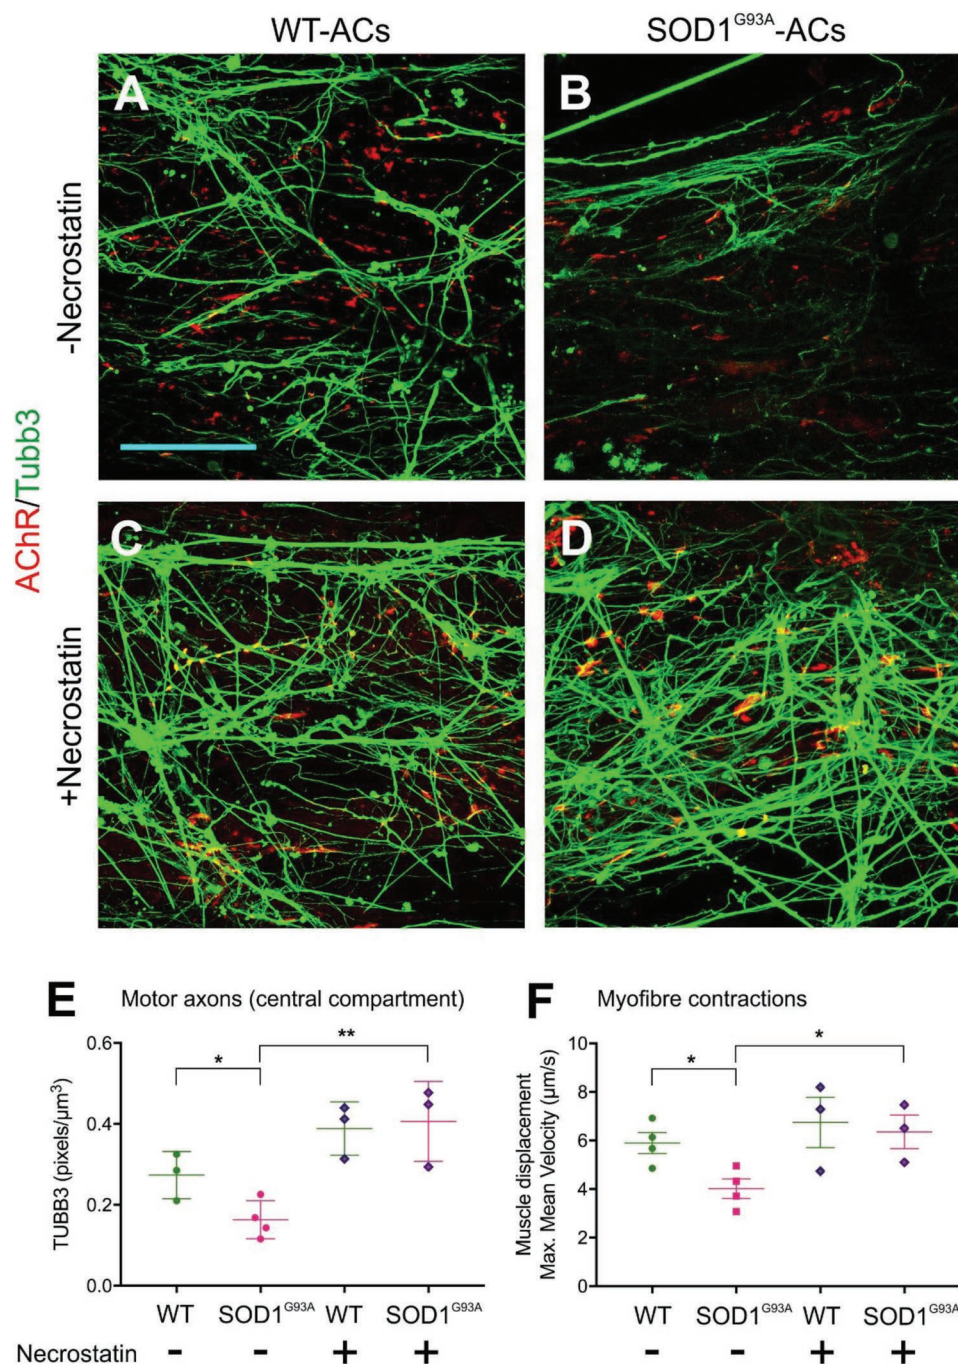 WT-ACs SOD1G93A-ACs
A B
-Necrostatin
AChR/Tubb3
C D
+Necrostatin
E Motor axons (central compartment)
TUBB3 (pixels/µm³)
0.6
0.4
0.2
0.0
* **
WT SOD1G93A WT SOD1G93A
Necrostatin - - + +
F Myofibre contractions
Muscle displacement
Max. Mean Velocity (µm/s)
10
8
6
4
2
0
* *
WT SOD1G93A WT SOD1G93A
- - + +